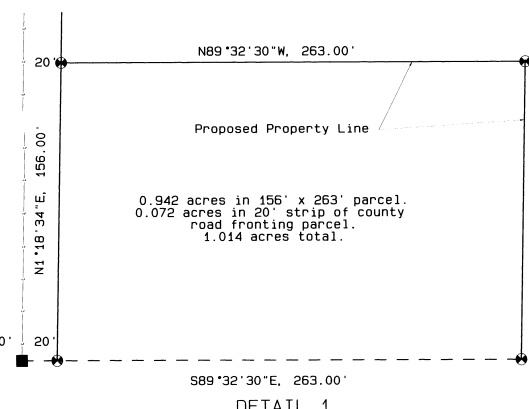 N89°32'30"W, 263.00'
20'
Proposed Property Line
N1°18'34"E, 156.00'
0.942 acres in 156' x 263' parcel.
0.072 acres in 20' strip of county
road fronting parcel.
1.014 acres total.
0'
20'
S89°32'30"E, 263.00'
DETAIL 1